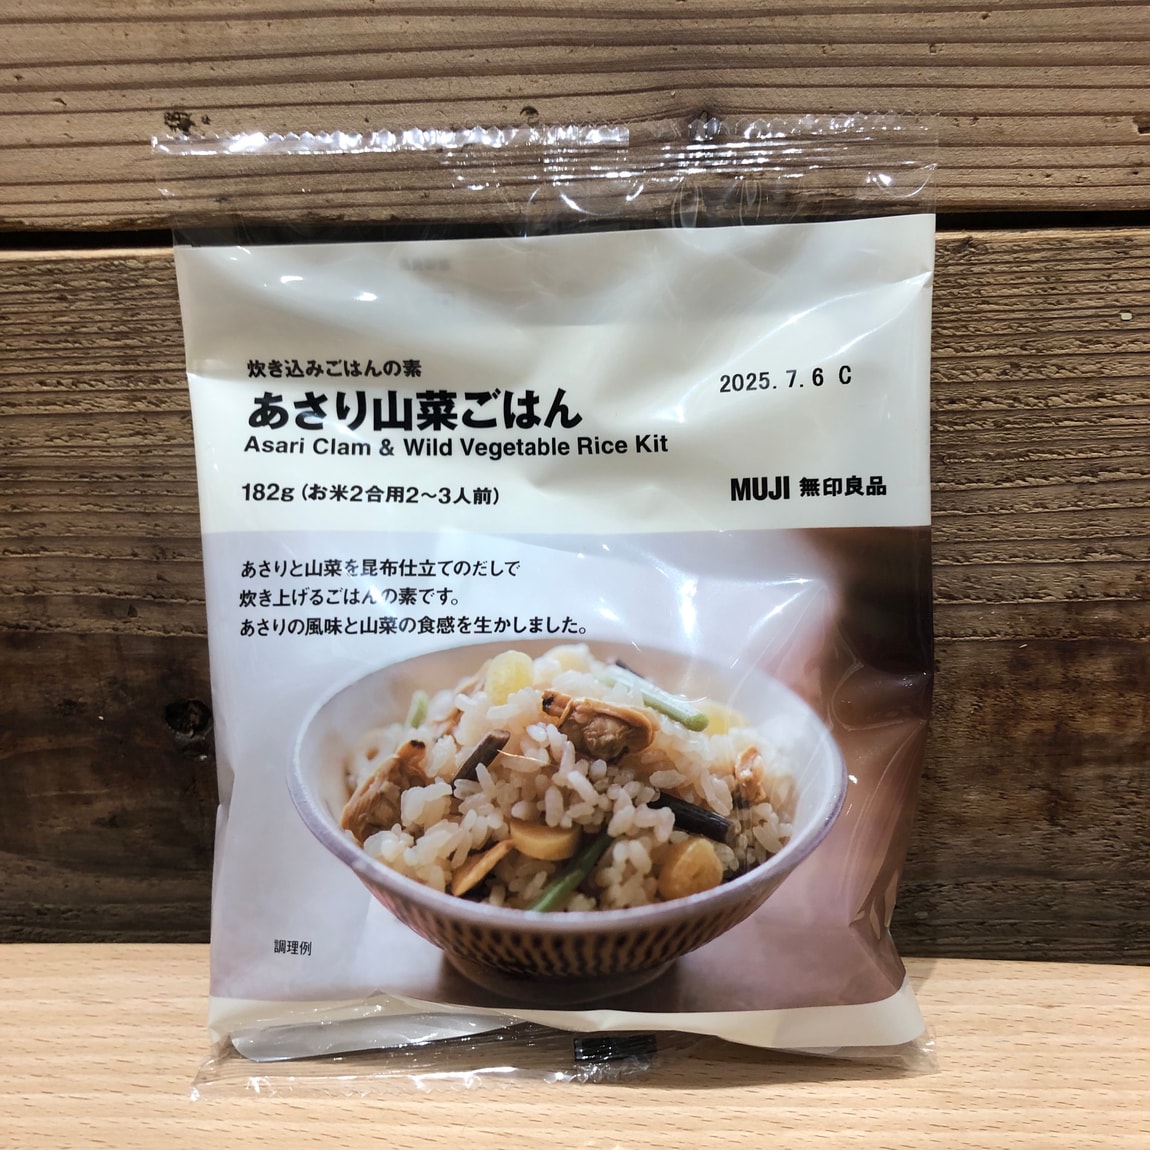 炊き込みごはんの素
あさり山菜ごはん
Asari Clam & Wild Vegetable Rice Kit
182g（お米2合用2～3人前）
2025. 7. 6 C
MUJI 無印良品
あさりと山菜を昆布仕立てのだしで
炊き上げるごはんの素です。
あさりの風味と山菜の食感を生かしました。
調理例